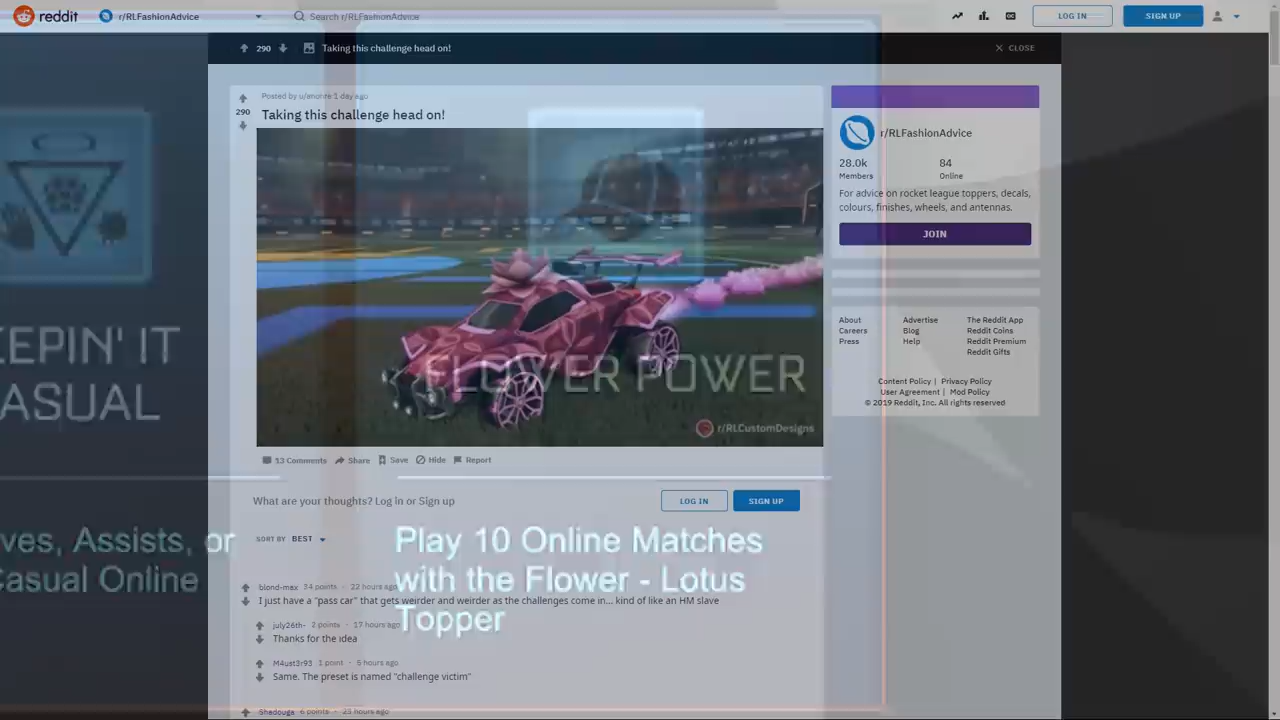 reddit
r/RLFashionAdvice
Search r/RLFashionAdvice
LOG IN
SIGN UP
290
Taking this challenge head on!
CLOSE
Posted by 1 day ago
290
Taking this challenge head on!
FLOWER POWER
r/RLCustomDesigns
13 Comments
Share
Save
Hide
Report
What are your thoughts? Log in or Sign up
LOG IN
SIGN UP
SORT BY BEST
blond-max 34 points · 22 hours ago
I just have a "pass car" that gets weirder and weirder as the challenges come in... kind of like an HM slave
july26th- 2 points · 17 hours ago
Thanks for the idea
M4ust3r93 1 point · 5 hours ago
Same. The preset is named "challenge victim"
Shadouga 6 points · 23 hours ago
r/RLFashionAdvice
28.0k
Members
84
Online
For advice on rocket league toppers, decals,
colours, finishes, wheels, and antennas.
JOIN
About
Careers
Press
Advertise
Blog
Help
The Reddit App
Reddit Coins
Reddit Premium
Reddit Gifts
Content Policy | Privacy Policy
User Agreement | Mod Policy
© 2019 Reddit, Inc. All rights reserved
EEPIN' IT
ASUAL
ves, Assists, or
Casual Online
Play 10 Online Matches
with the Flower - Lotus
Topper